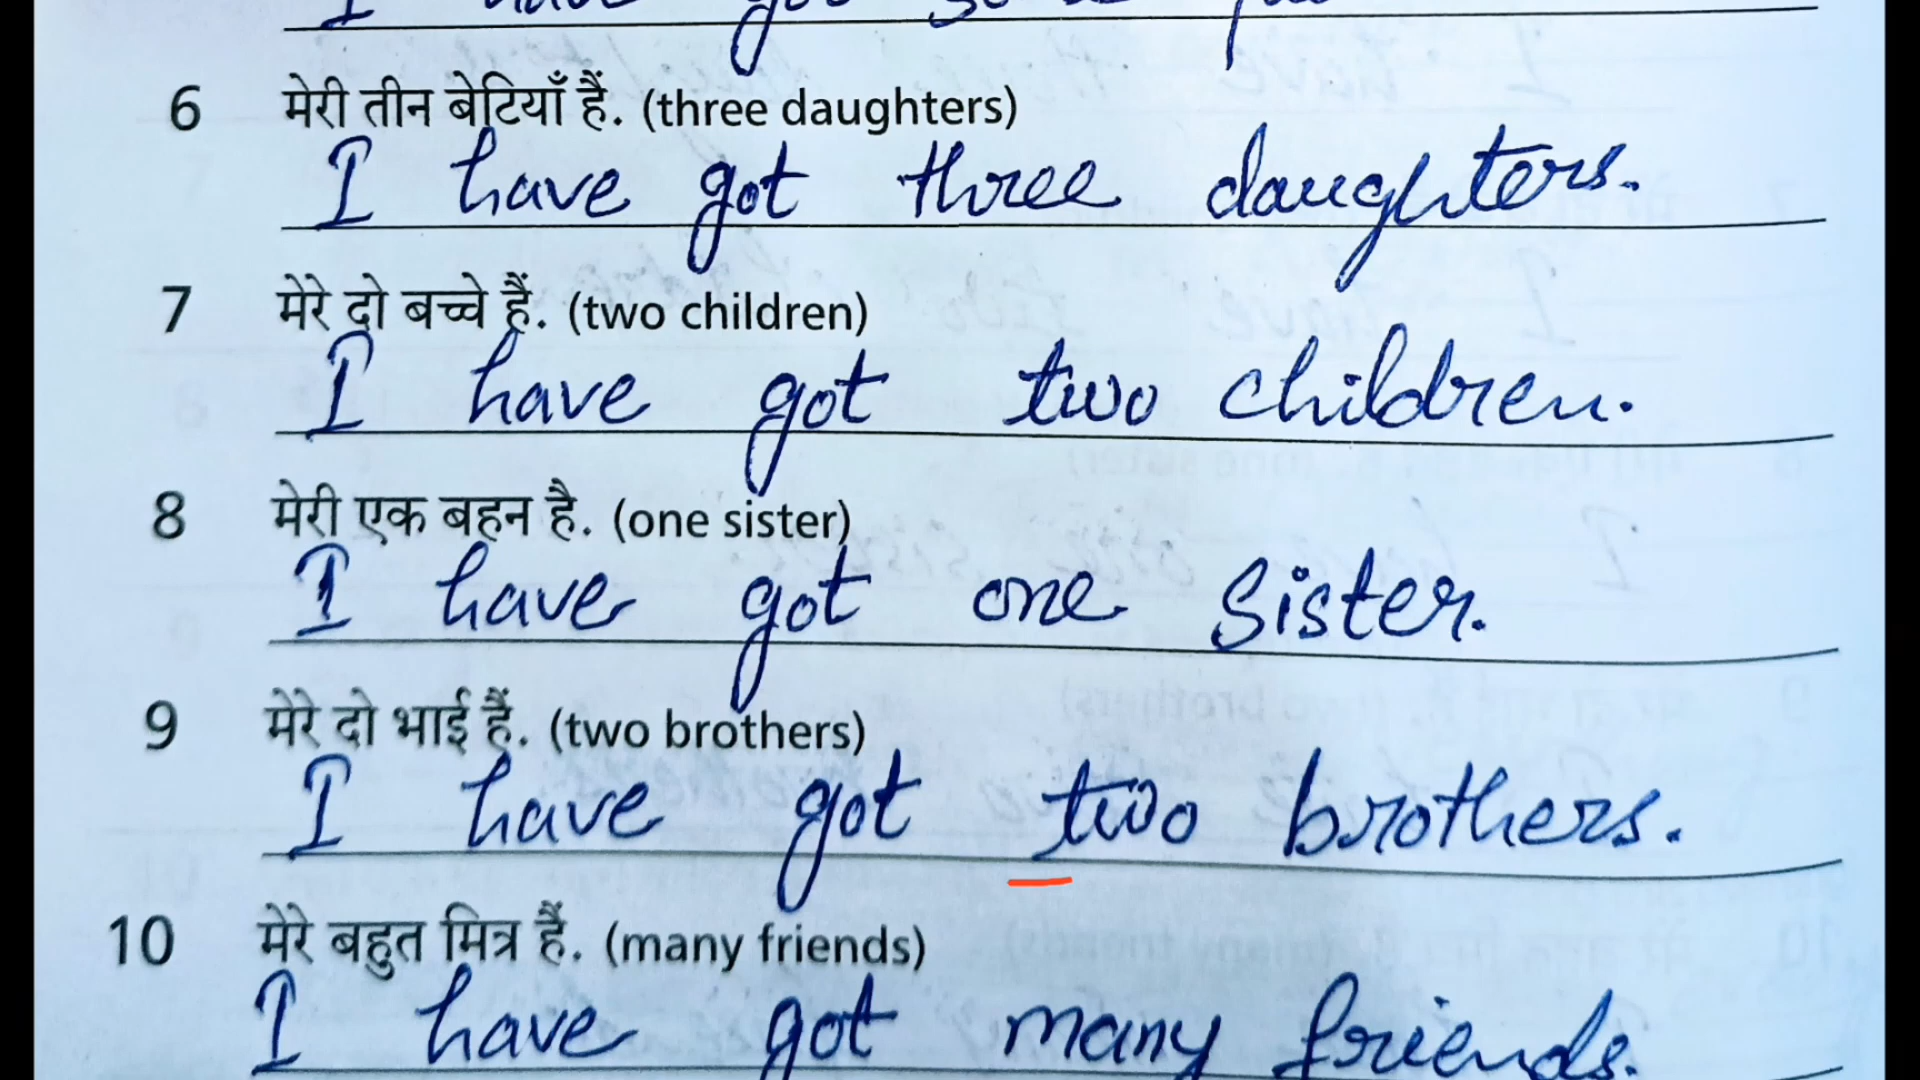 I have got
6 मेरी तीन बेटियाँ हैं. (three daughters)
I have got three daughters.
7 मेरे दो बच्चे हैं. (two children)
I have got two children.
8 मेरी एक बहन है. (one sister)
I have got one sister.
9 मेरे दो भाई हैं. (two brothers)
I have got two brothers.
10 मेरे बहुत मित्र हैं. (many friends)
I have got many friends.